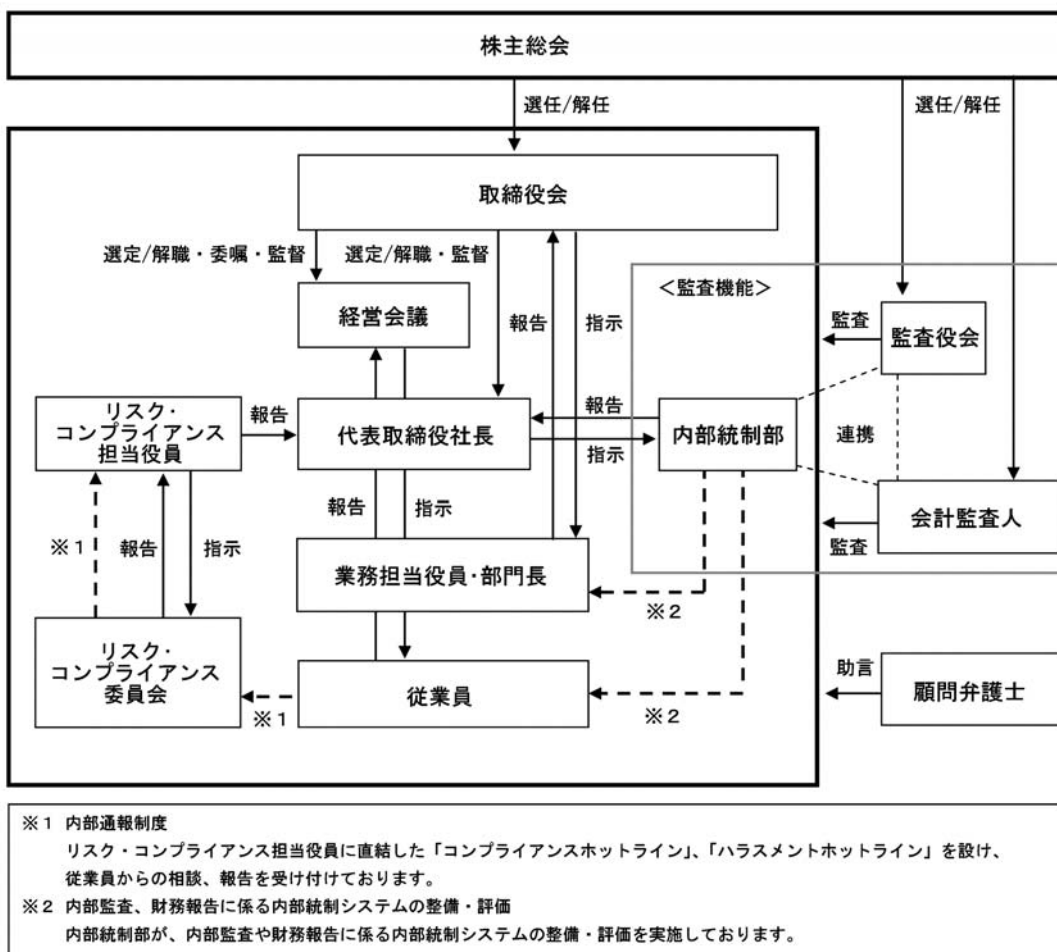 株主総会
選任/解任
選任/解任
取締役会
選定/解職・委嘱・監督
選定/解職・監督
<監査機能>
経営会議
報告
指示
監査
監査役会
リスク・
コンプライアンス
担当役員
報告
代表取締役社長
報告
指示
内部統制部
連携
報告
指示
会計監査人
監査
※1
報告
指示
業務担当役員・部門長
※2
リスク・
コンプライアンス
委員会
※1
従業員
※2
助言
顧問弁護士
※1 内部通報制度
リスク・コンプライアンス担当役員に直結した「コンプライアンスホットライン」、「ハラスメントホットライン」を設け、
従業員からの相談、報告を受け付けております。
※2 内部監査、財務報告に係る内部統制システムの整備・評価
内部統制部が、内部監査や財務報告に係る内部統制システムの整備・評価を実施しております。